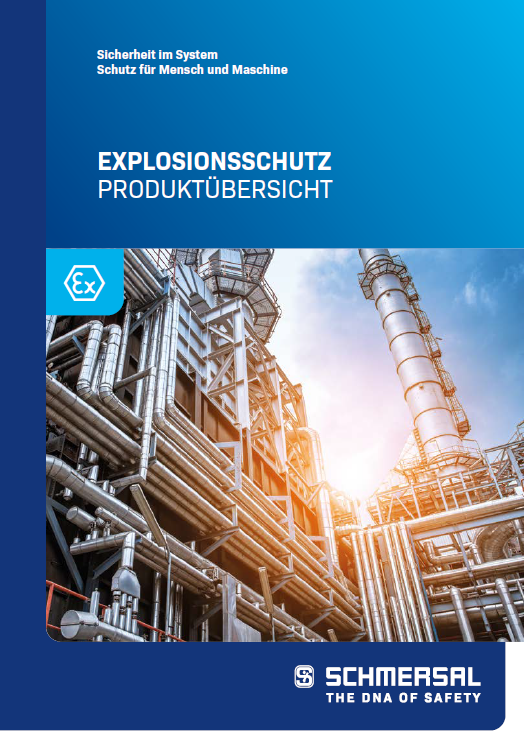 Sicherheit im System
Schutz für Mensch und Maschine
EXPLOSIONSSCHUTZ
PRODUKTÜBERSICHT
Ex
SCHMERSAL
THE DNA OF SAFETY